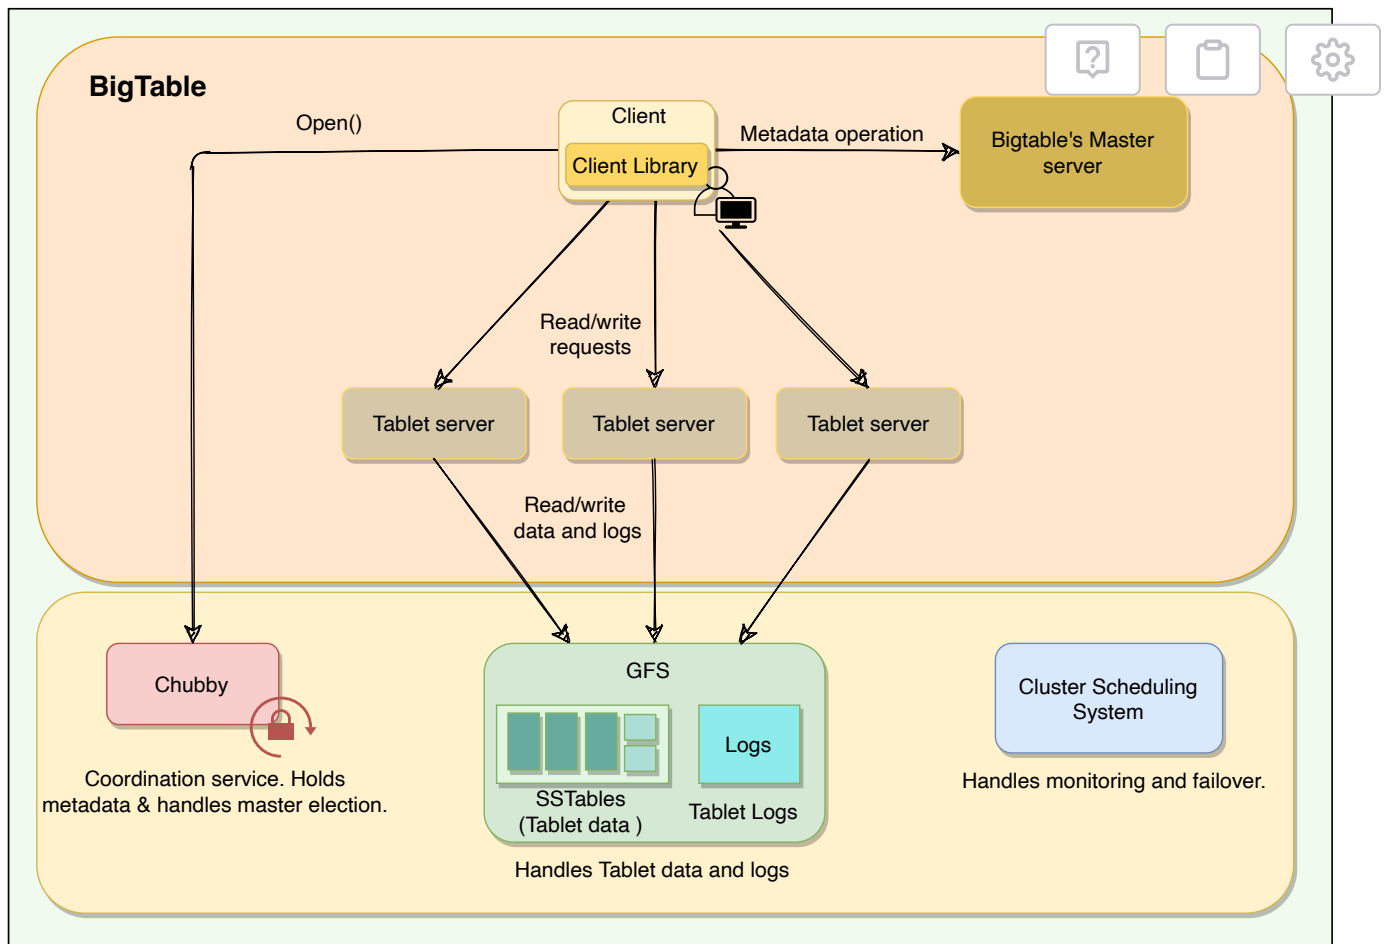 BigTable
Open()
Client
Client Library
Metadata operation
Bigtable's Master
server
Read/write
requests
Tablet server
Tablet server
Tablet server
Read/write
data and logs
Chubby
Coordination service. Holds
metadata & handles master election.
GFS
SSTables
(Tablet data )
Logs
Tablet Logs
Handles Tablet data and logs
Cluster Scheduling
System
Handles monitoring and failover.